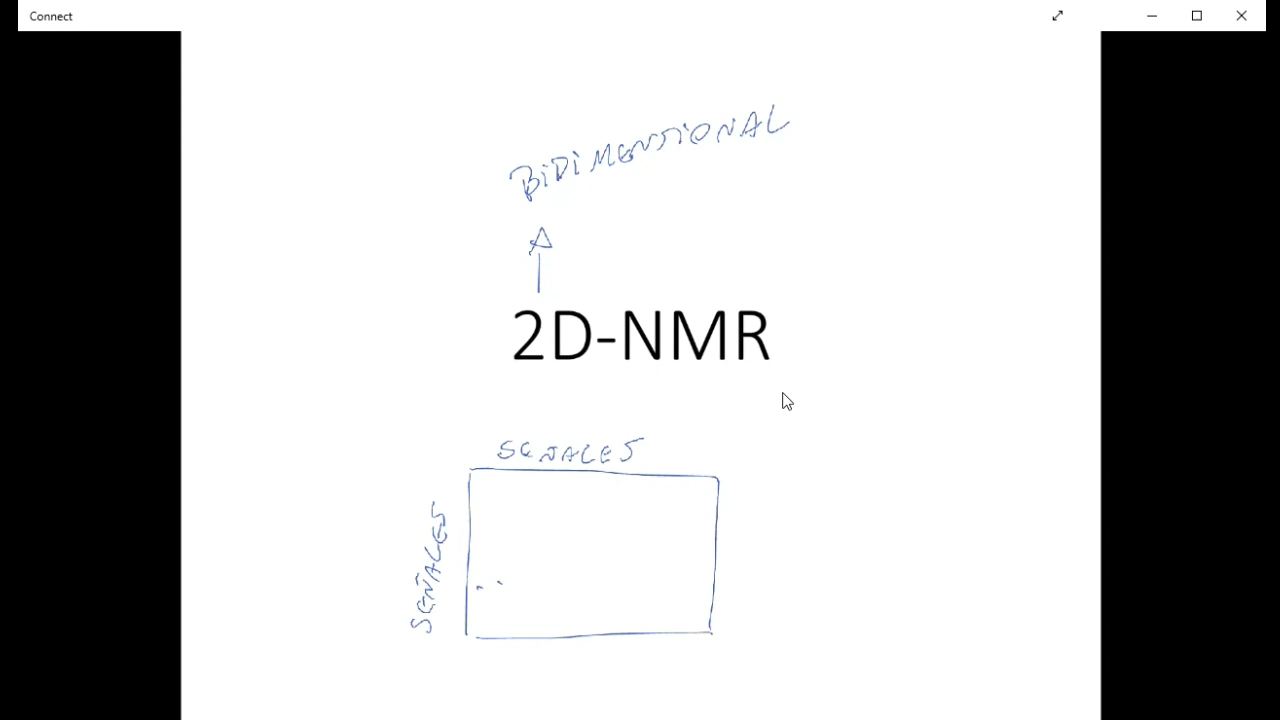 Connect
BIDIMENSIONAL
2D-NMR
SEÑALES
SEÑALES